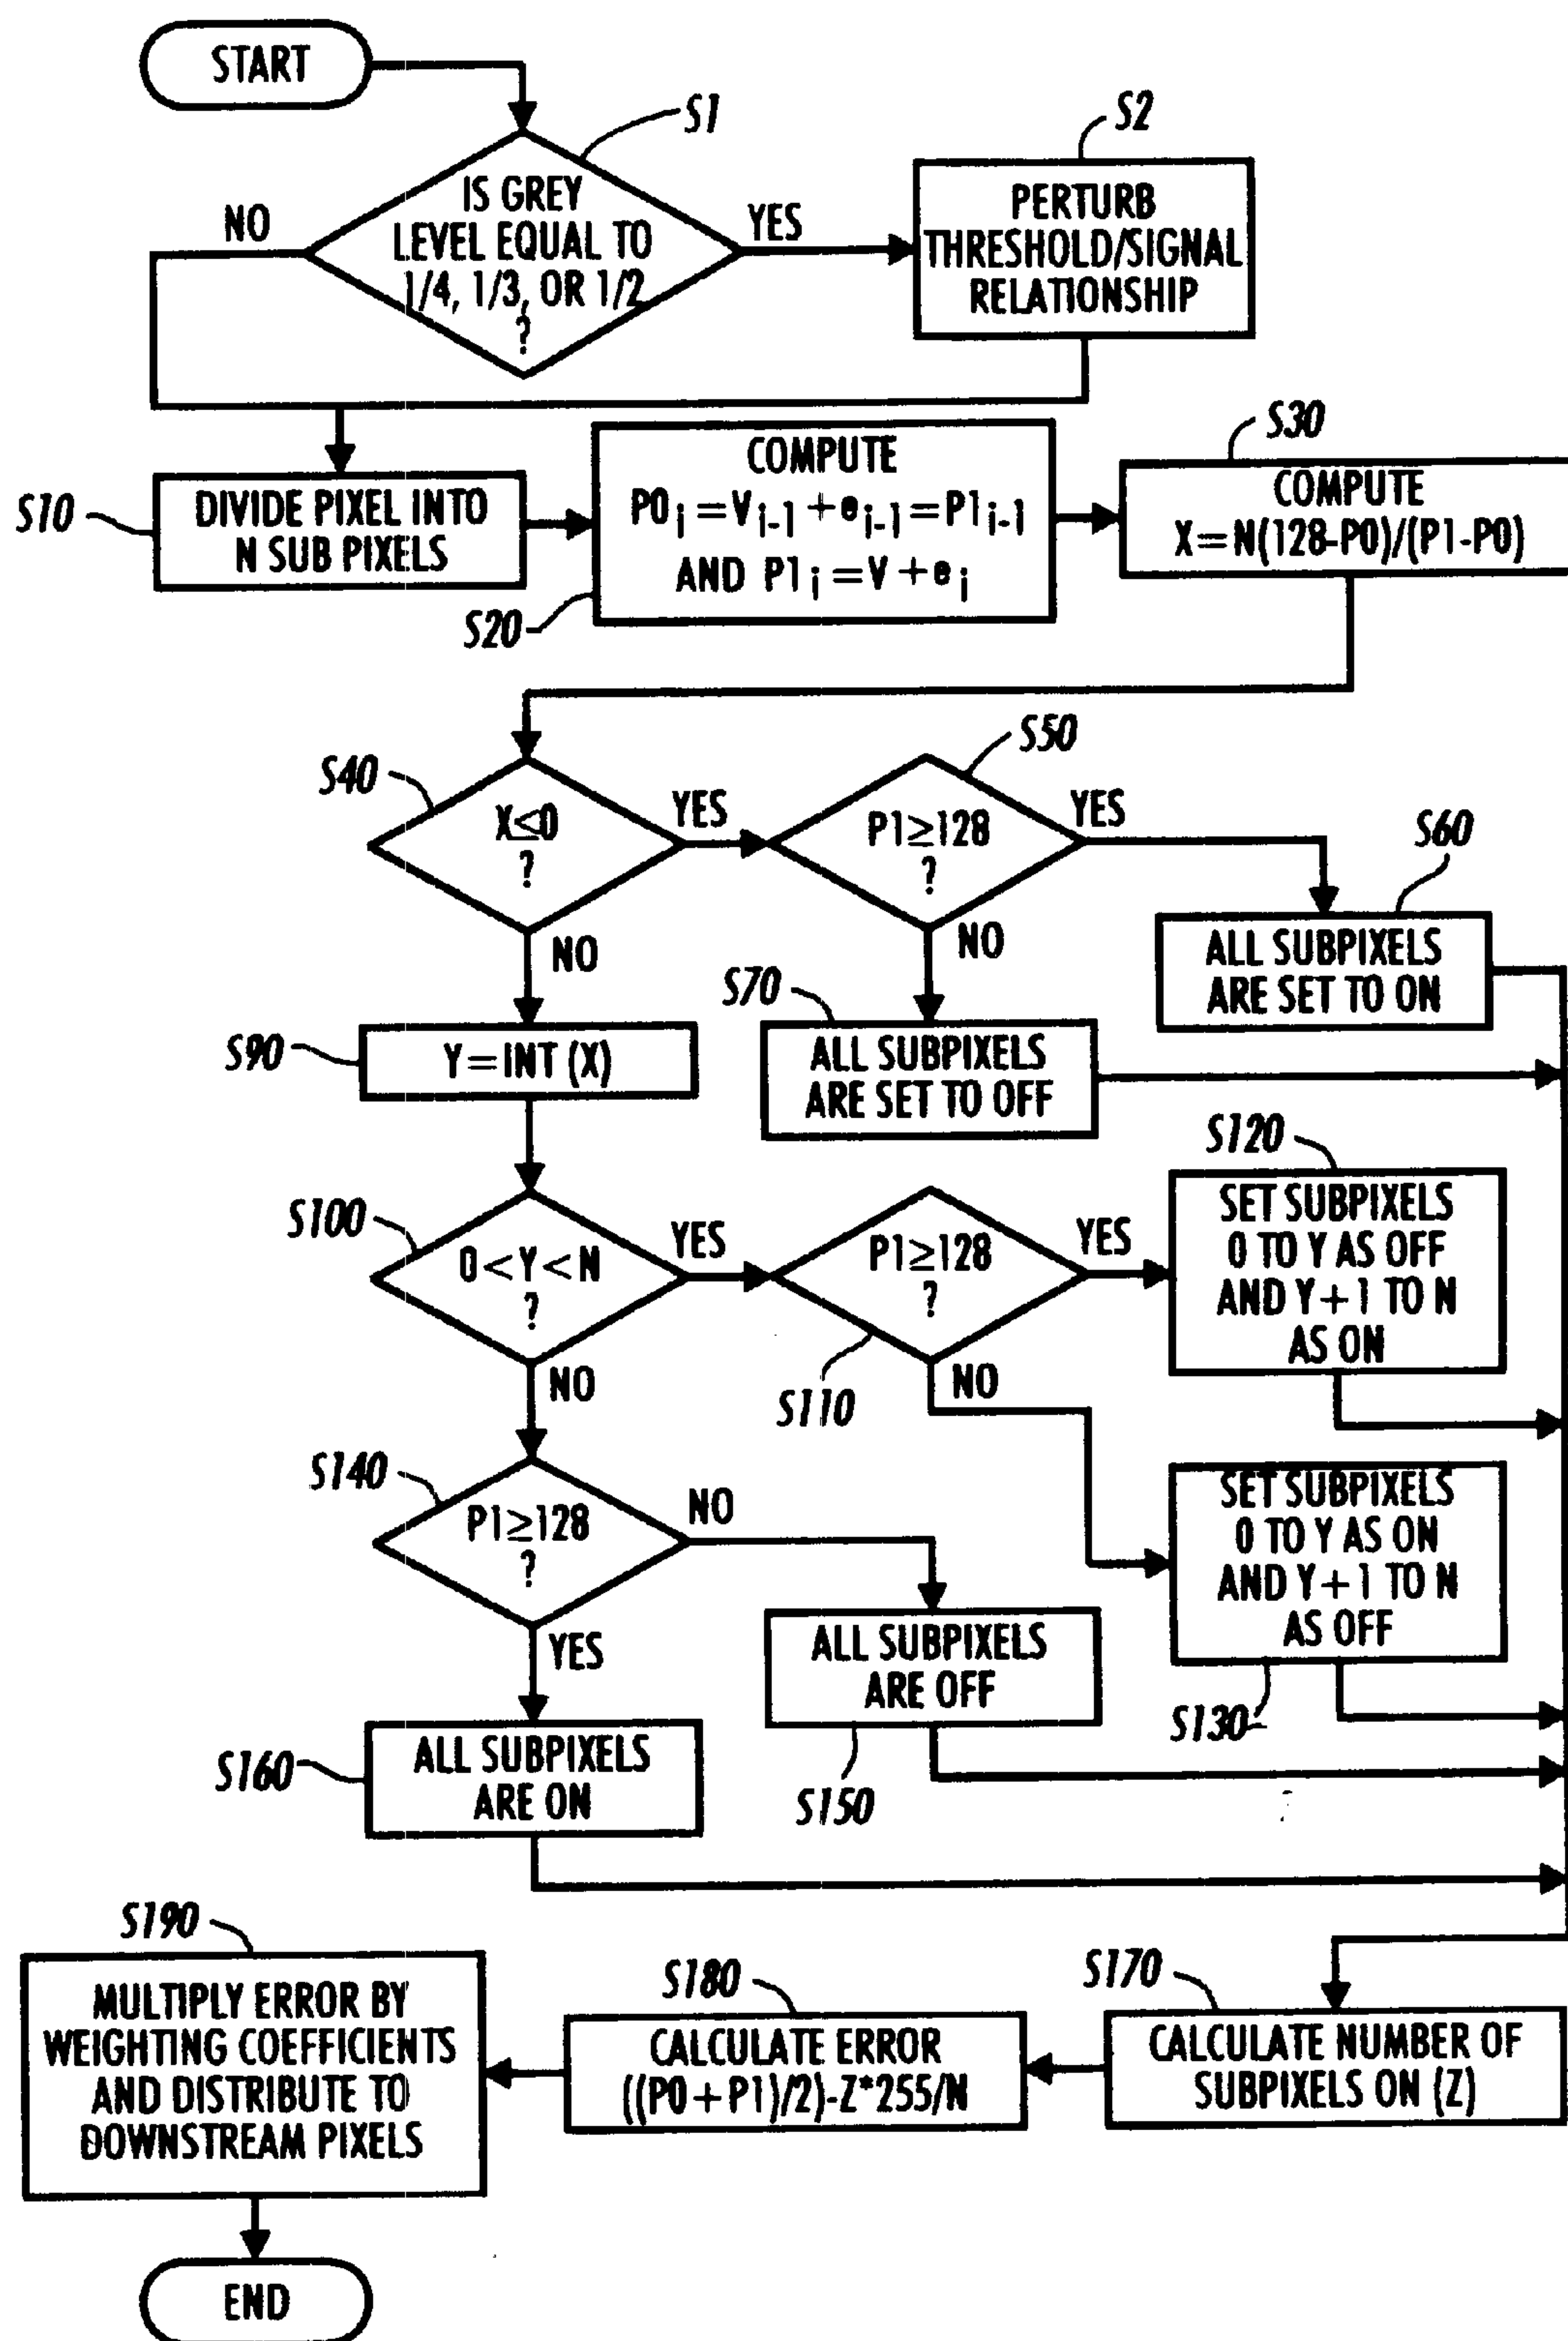 START
S1
IS GREY
LEVEL EQUAL TO
1/4, 1/3, OR 1/2
?
NO
YES
S2
PERTURB
THRESHOLD/SIGNAL
RELATIONSHIP
S10
DIVIDE PIXEL INTO
N SUB PIXELS
S20
COMPUTE
P0 i = V i-1 + e i-1 = P1 i-1
AND P1 i = V + e i
S30
COMPUTE
X=N(128-P0)/(P1-P0)
S40
X≤0
?
YES
NO
S50
P1≥128
?
YES
NO
S60
ALL SUBPIXELS
ARE SET TO ON
S70
ALL SUBPIXELS
ARE SET TO OFF
S90
Y=INT (X)
S100
0<Y<N
?
YES
NO
S110
P1≥128
?
YES
NO
S120
SET SUBPIXELS
0 TO Y AS OFF
AND Y+1 TO N
AS ON
S130
SET SUBPIXELS
0 TO Y AS ON
AND Y+1 TO N
AS OFF
S140
P1≥128
?
NO
YES
S150
ALL SUBPIXELS
ARE OFF
S160
ALL SUBPIXELS
ARE ON
S170
CALCULATE NUMBER OF
SUBPIXELS ON (Z)
S180
CALCULATE ERROR
((P0+P1)/2)-Z*255/N
S190
MULTIPLY ERROR BY
WEIGHTING COEFFICIENTS
AND DISTRIBUTE TO
DOWNSTREAM PIXELS
END